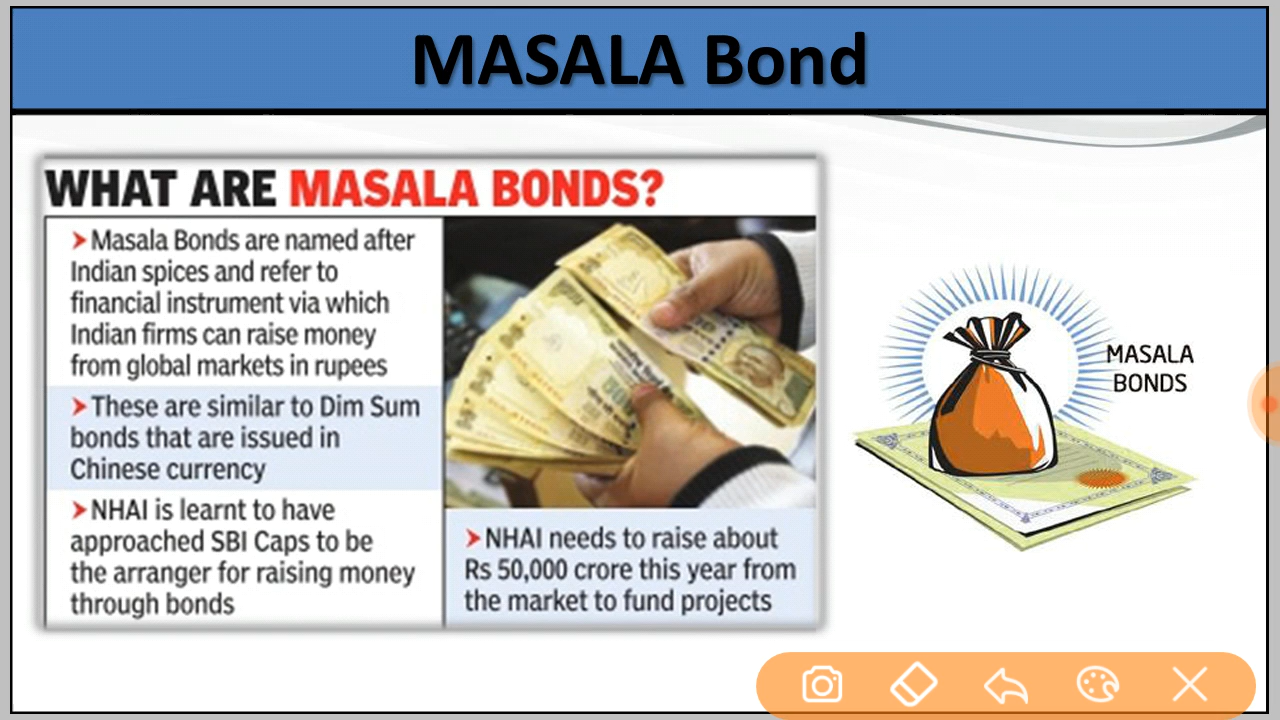 MASALA Bond
WHAT ARE MASALA BONDS?
➤ Masala Bonds are named after
Indian spices and refer to
financial instrument via which
Indian firms can raise money
from global markets in rupees
➤ These are similar to Dim Sum
bonds that are issued in
Chinese currency
➤ NHAI is learnt to have
approached SBI Caps to be
the arranger for raising money
through bonds
➤ NHAI needs to raise about
Rs 50,000 crore this year from
the market to fund projects
MASALA
BONDS